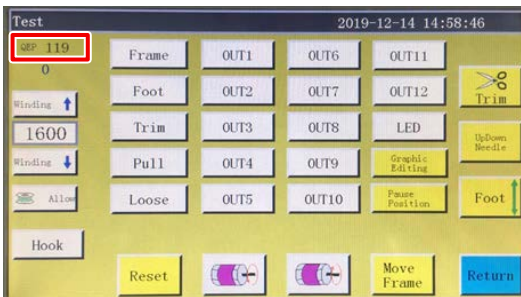 Test 2019-12-14 14:58:46
QEP 119
0
Frame OUT1 OUT6 OUT11
Winding
Foot OUT2 OUT7 OUT12
Trim
1600
Trim OUT3 OUT8 LED
UpDown
Needle
Winding
Pull OUT4 OUT9 Graphic
Editing
Allow
Loose OUT5 OUT10 Pause
Position
Foot
Hook
Reset
Move
Frame
Return